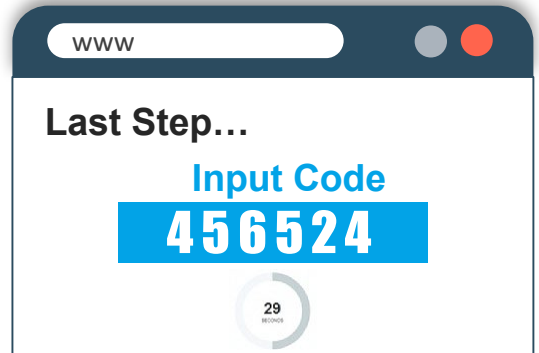 www
Last Step…
Input Code
456524
29
SECONDS